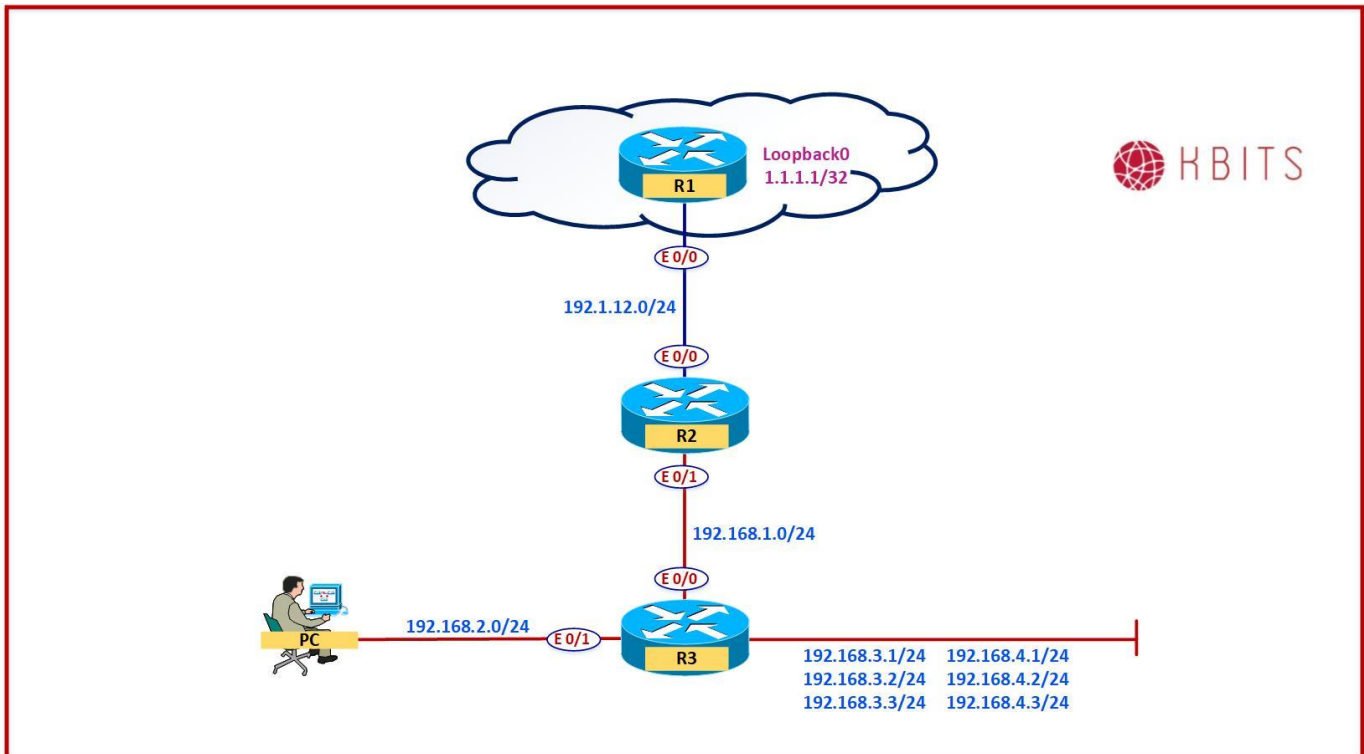 Loopback0
1.1.1.1/32
R1
KBITS
E 0/0
192.1.12.0/24
E 0/0
R2
E 0/1
192.168.1.0/24
E 0/0
192.168.2.0/24
E 0/1
PC
R3
192.168.3.1/24 192.168.4.1/24
192.168.3.2/24 192.168.4.2/24
192.168.3.3/24 192.168.4.3/24